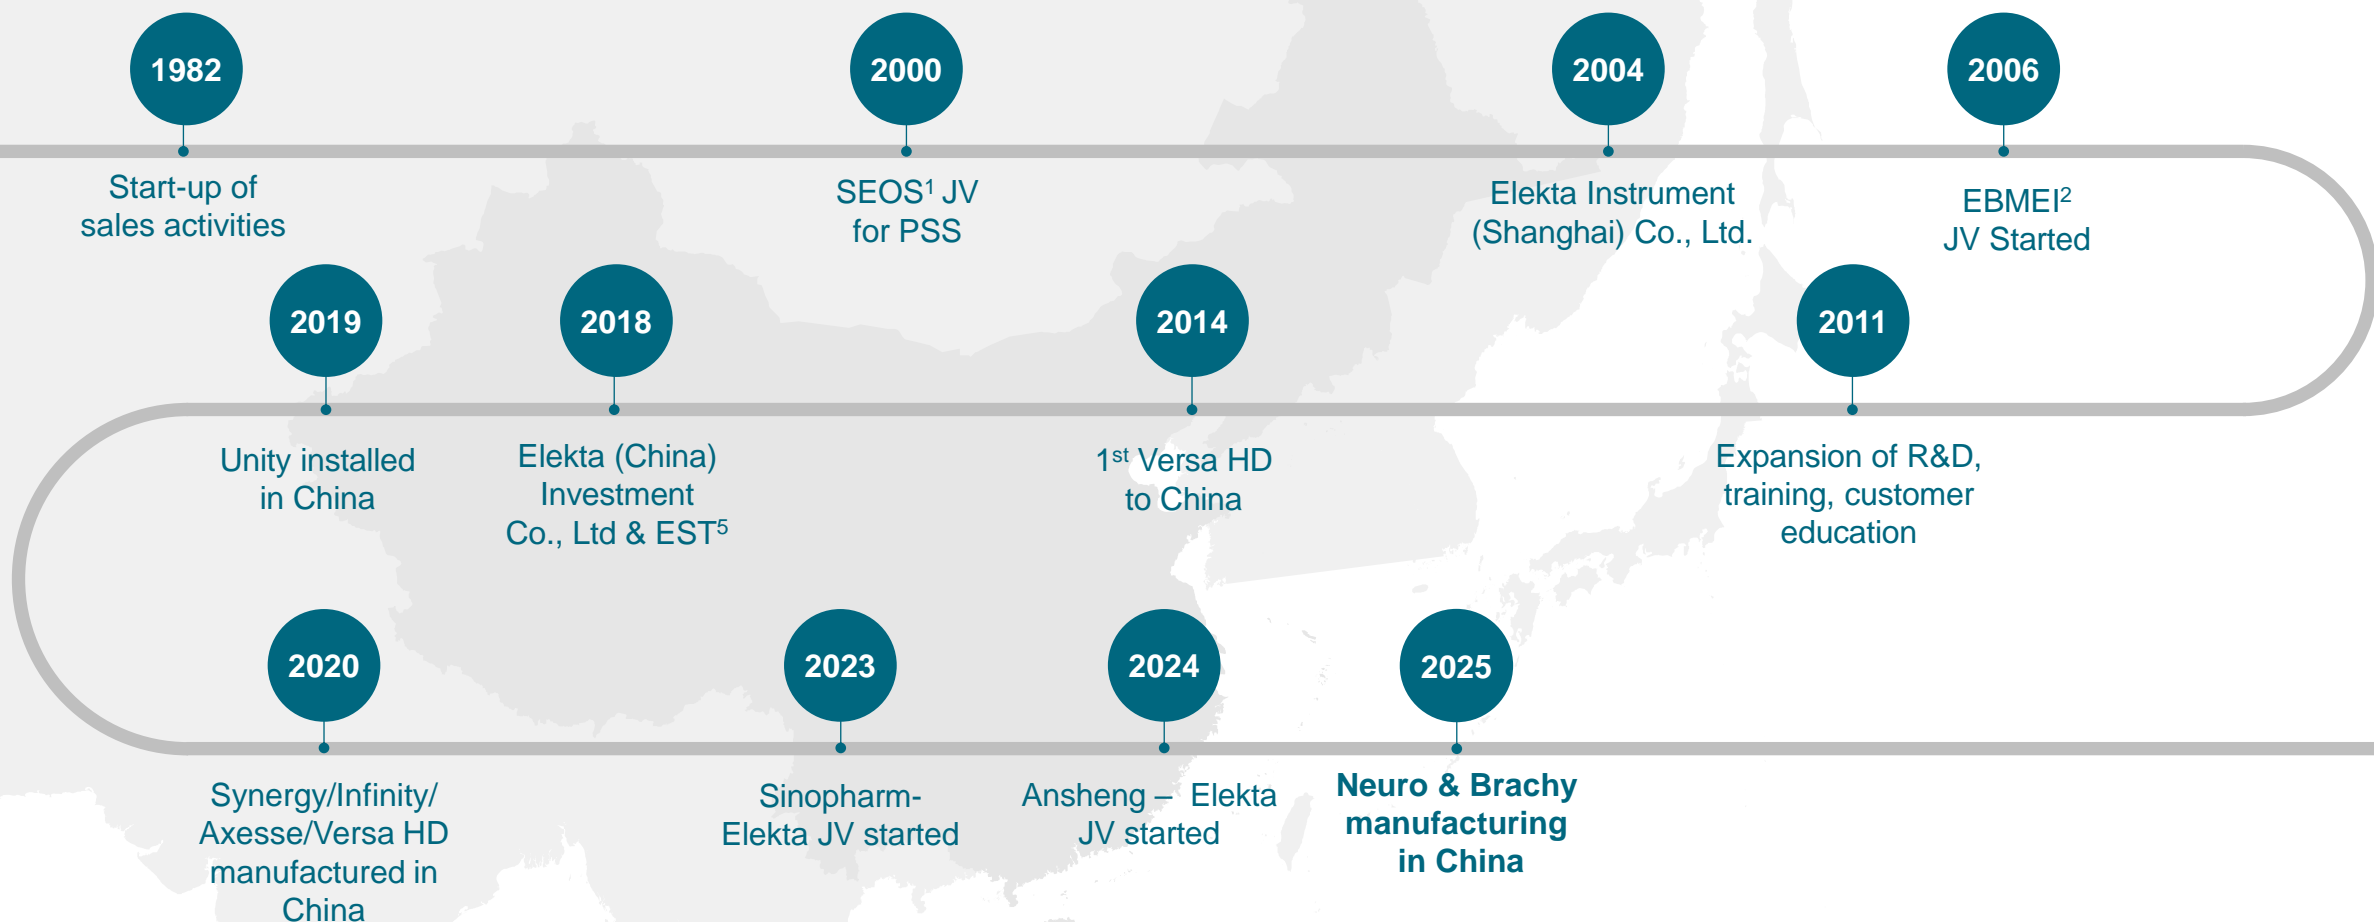 1982
Start-up of
sales activities
2000
SEOS¹ JV
for PSS
2004
Elekta Instrument
(Shanghai) Co., Ltd.
2006
EBMEI²
JV Started
2011
Expansion of R&D,
training, customer
education
2014
1st Versa HD
to China
2018
Elekta (China)
Investment
Co., Ltd & EST⁵
2019
Unity installed
in China
2020
Synergy/Infinity/
Axesse/Versa HD
manufactured in
China
2023
Sinopharm-
Elekta JV started
2024
Ansheng – Elekta
JV started
2025
Neuro & Brachy
manufacturing
in China